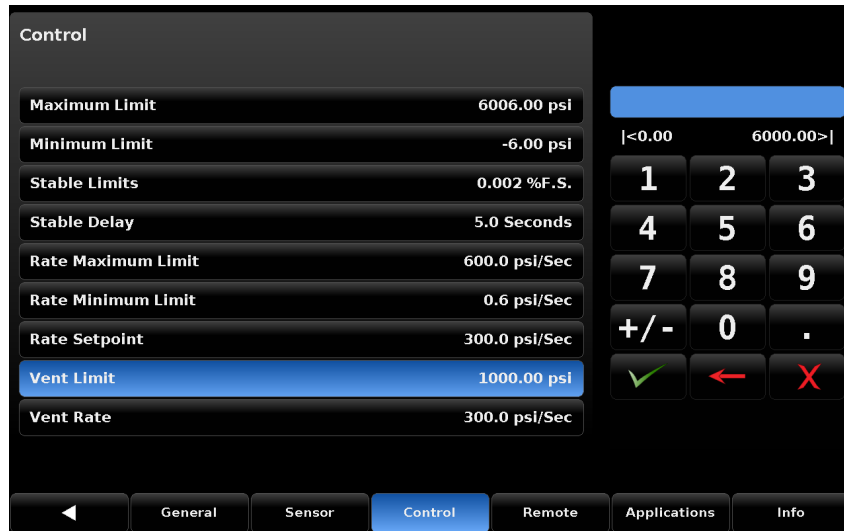 Control
Maximum Limit 6006.00 psi
Minimum Limit -6.00 psi
Stable Limits 0.002 %F.S.
Stable Delay 5.0 Seconds
Rate Maximum Limit 600.0 psi/Sec
Rate Minimum Limit 0.6 psi/Sec
Rate Setpoint 300.0 psi/Sec
Vent Limit 1000.00 psi
Vent Rate 300.0 psi/Sec
|<0.00 6000.00>|
1 2 3
4 5 6
7 8 9
+/- 0 .
X
General Sensor Control Remote Applications Info